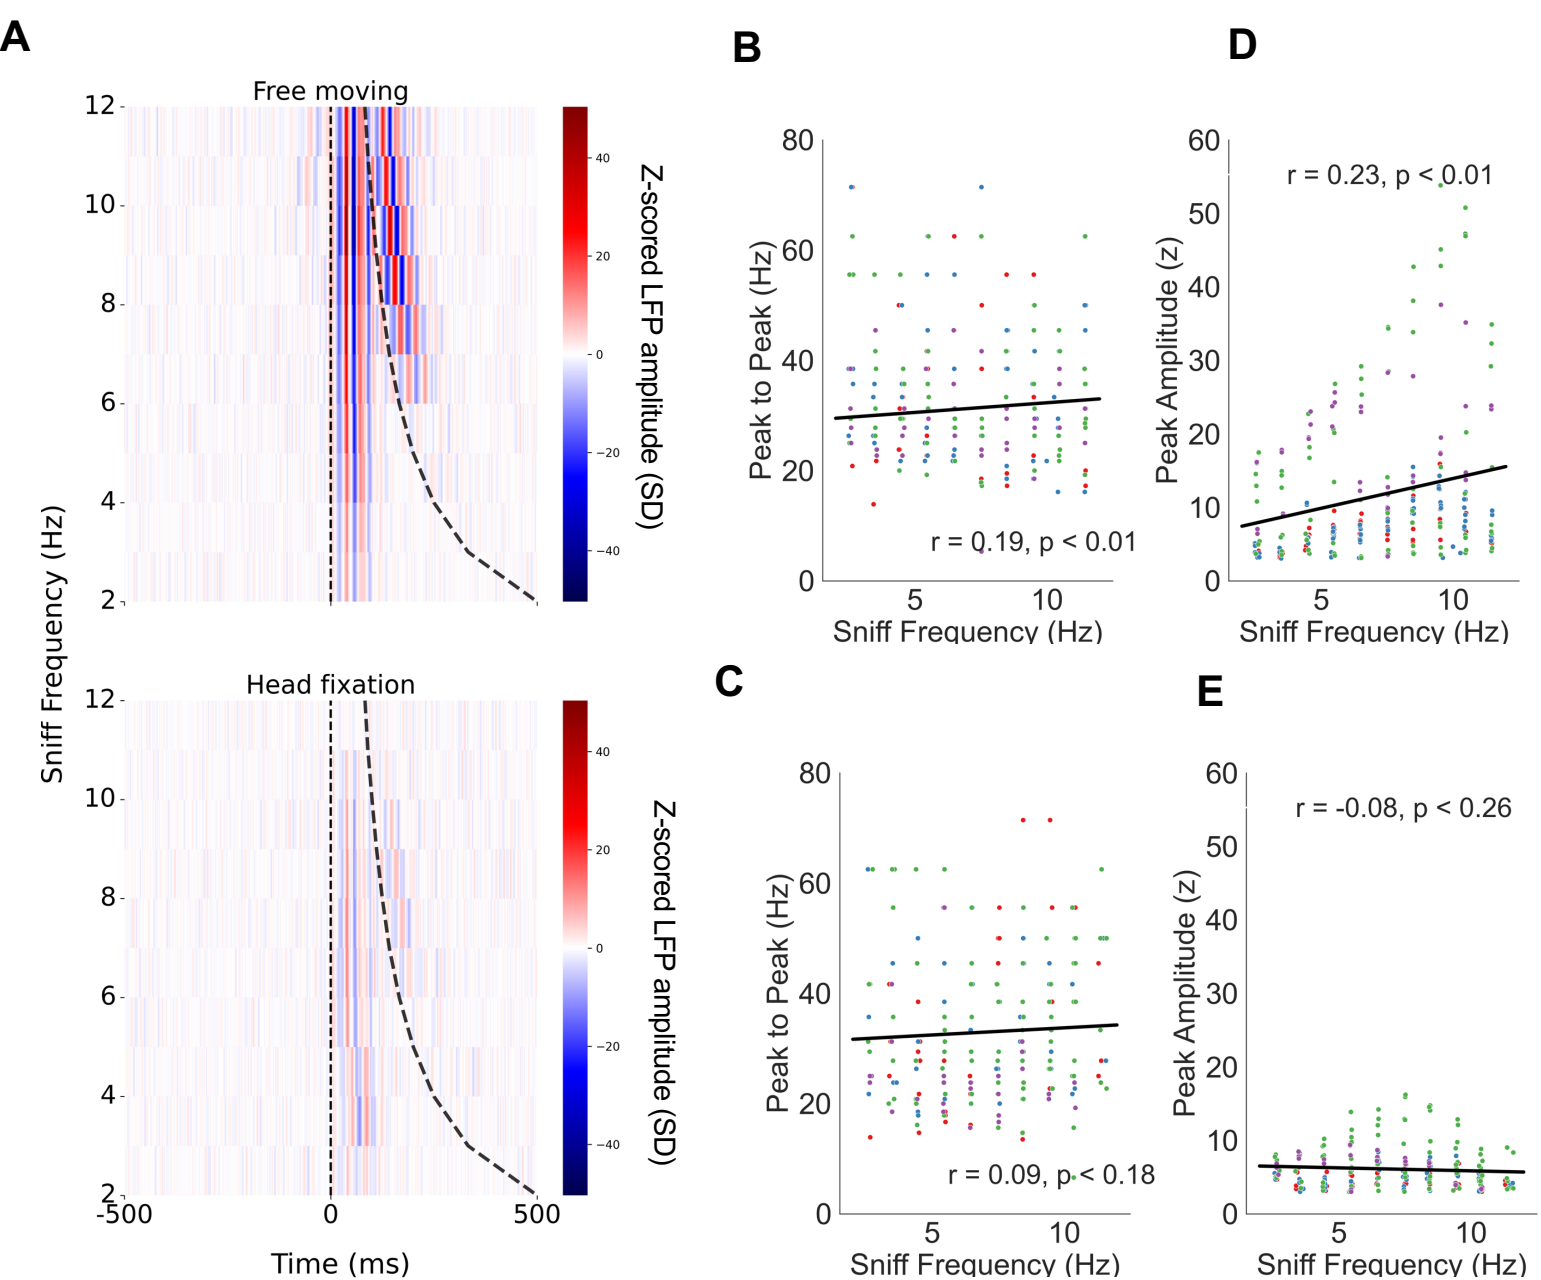 A
Free moving
12
10
8
6
4
2
40
20
0
−20
−40
Z-scored LFP amplitude (SD)
Sniff Frequency (Hz)
Head fixation
12
10
8
6
4
2
-500
0
500
Time (ms)
40
20
0
−20
−40
Z-scored LFP amplitude (SD)
B
80
60
40
20
0
Peak to Peak (Hz)
r = 0.19, p < 0.01
5
10
Sniff Frequency (Hz)
D
60
50
40
30
20
10
0
Peak Amplitude (z)
r = 0.23, p < 0.01
5
10
Sniff Frequency (Hz)
C
80
60
40
20
0
Peak to Peak (Hz)
r = 0.09, p < 0.18
5
10
Sniff Frequency (Hz)
E
60
50
40
30
20
10
0
Peak Amplitude (z)
r = -0.08, p < 0.26
5
10
Sniff Frequency (Hz)